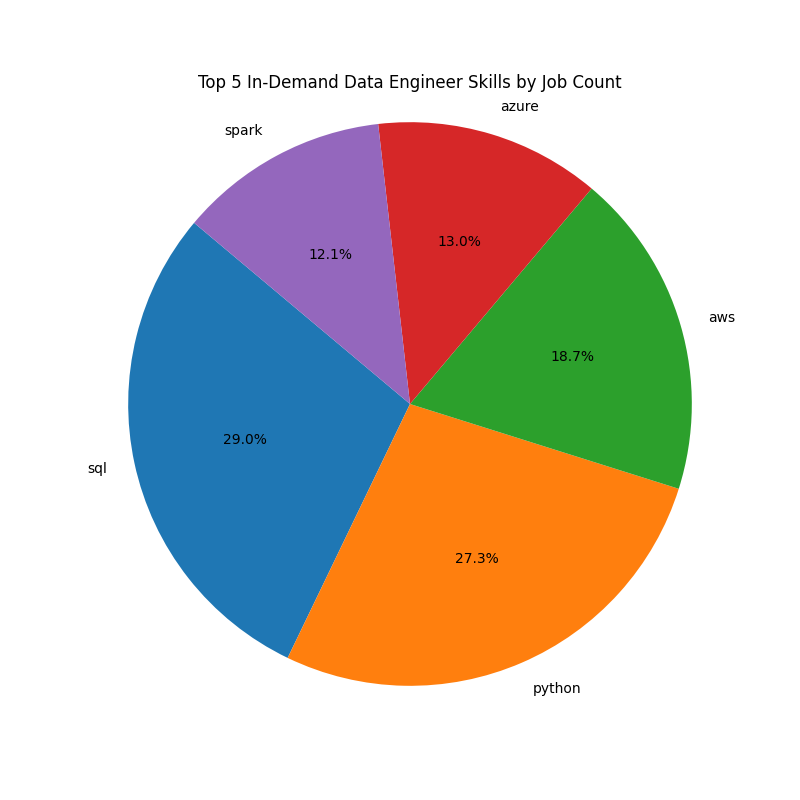 Top 5 In-Demand Data Engineer Skills by Job Count
azure
spark
13.0%
12.1%
aws
18.7%
29.0%
sql
27.3%
python